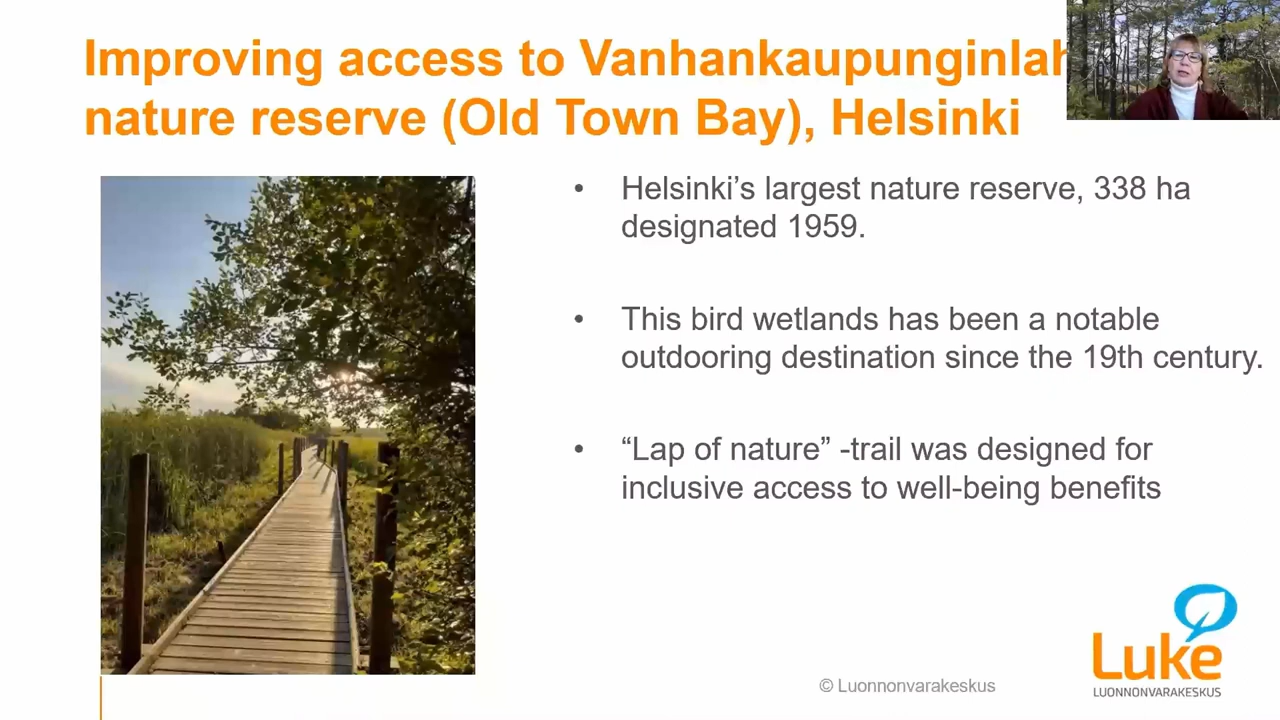 Improving access to
nature reserve (Old Town Bay), Helsinki
• Helsinki’s largest nature reserve, 338 ha
designated 1959.
• This bird wetlands has been a notable
outdooring destination since the 19th century.
• “Lap of nature” -trail was designed for
inclusive access to well-being benefits
© Luonnonvarakeskus
Luke
LUONNONVARAKESKUS